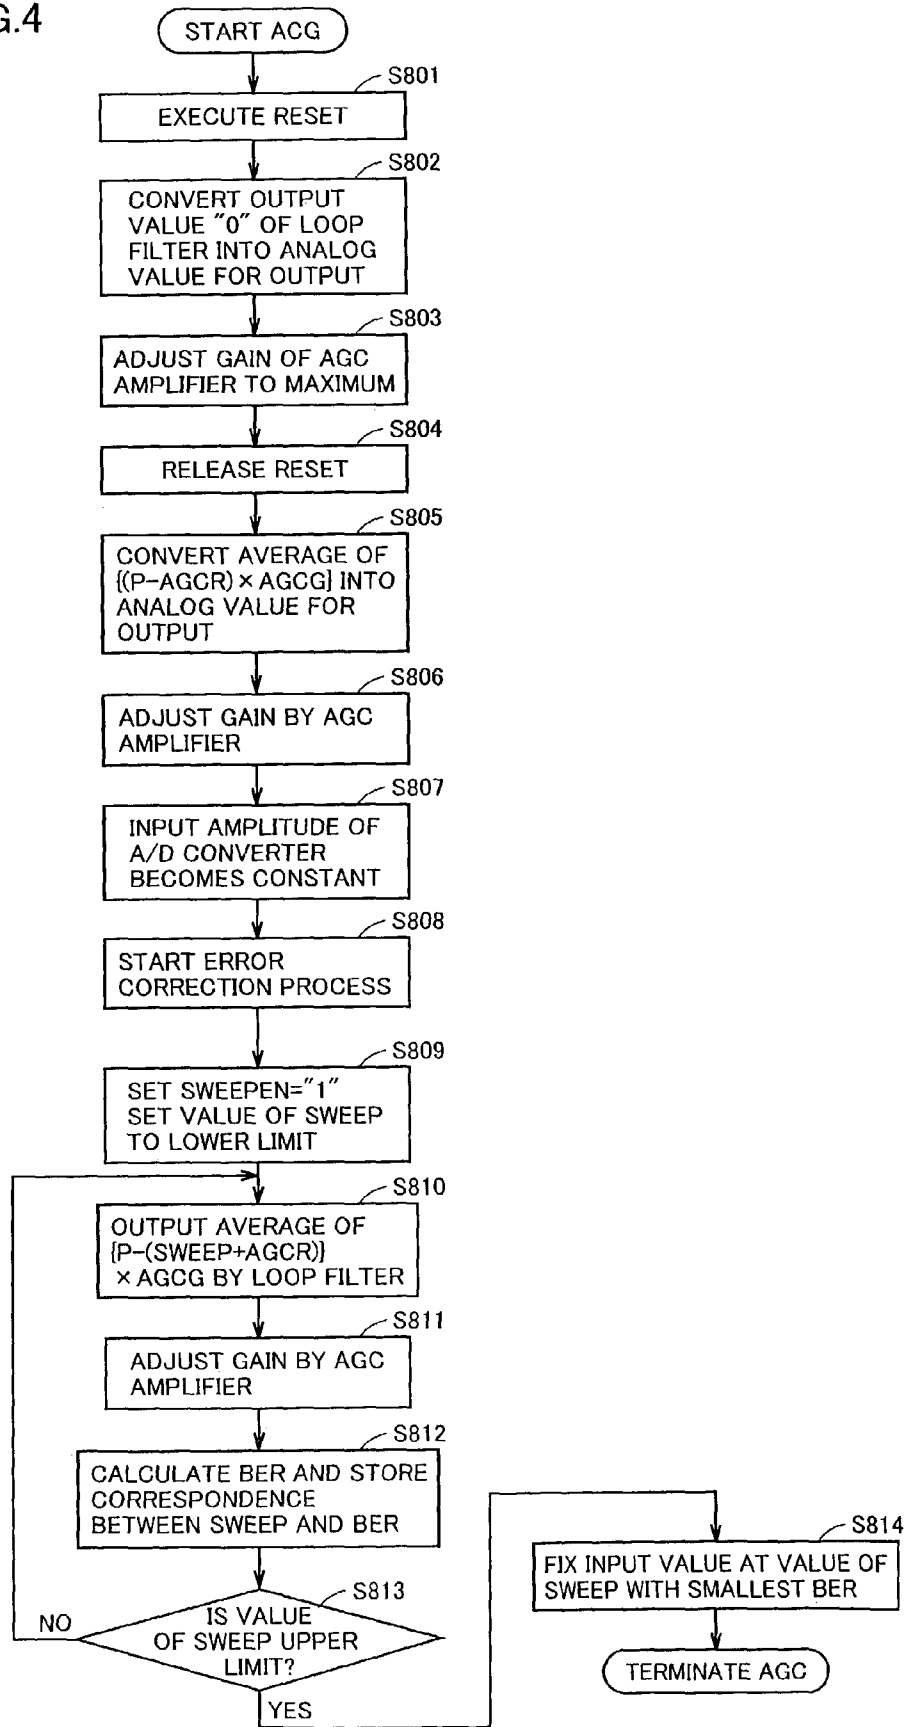 G.4
START ACG
S801
EXECUTE RESET
S802
CONVERT OUTPUT
VALUE "0" OF LOOP
FILTER INTO ANALOG
VALUE FOR OUTPUT
S803
ADJUST GAIN OF AGC
AMPLIFIER TO MAXIMUM
S804
RELEASE RESET
S805
CONVERT AVERAGE OF
{(P-AGCR) × AGCG} INTO
ANALOG VALUE FOR
OUTPUT
S806
ADJUST GAIN BY AGC
AMPLIFIER
S807
INPUT AMPLITUDE OF
A/D CONVERTER
BECOMES CONSTANT
S808
START ERROR
CORRECTION PROCESS
S809
SET SWEEPEN="1"
SET VALUE OF SWEEP
TO LOWER LIMIT
S810
OUTPUT AVERAGE OF
{P-(SWEEP+AGCR)}
× AGCG BY LOOP FILTER
S811
ADJUST GAIN BY AGC
AMPLIFIER
S812
CALCULATE BER AND STORE
CORRESPONDENCE
BETWEEN SWEEP AND BER
S813
IS VALUE
OF SWEEP UPPER
LIMIT?
NO
YES
S814
FIX INPUT VALUE AT VALUE OF
SWEEP WITH SMALLEST BER
TERMINATE AGC